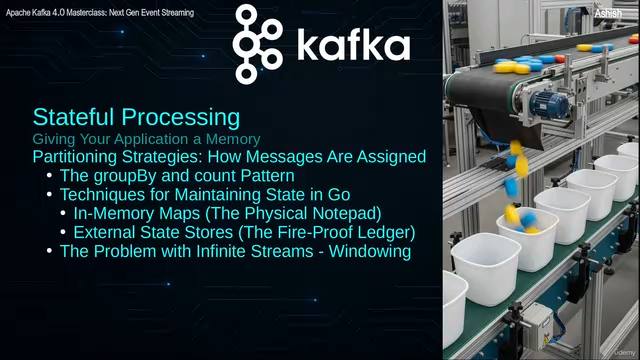 Apache Kafka 4.0 Masterclass: Next Gen Event Streaming
Ashish
kafka
Stateful Processing
Giving Your Application a Memory
Partitioning Strategies: How Messages Are Assigned
• The groupBy and count Pattern
• Techniques for Maintaining State in Go
• In-Memory Maps (The Physical Notepad)
• External State Stores (The Fire-Proof Ledger)
• The Problem with Infinite Streams - Windowing
udemy